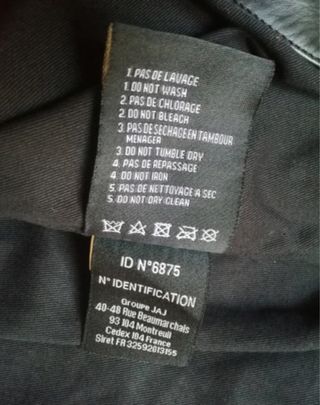 1. PAS DE LAVAGE
1. DO NOT WASH
2. PAS DE CHLORAGE
2. DO NOT BLEACH
3. PAS DE SECHAGE EN TAMBOUR
MENAGER
3. DO NOT TUMBLE DRY
4. PAS DE REPASSAGE
4. DO NOT IRON
5. PAS DE NETTOYAGE A SEC
5. DO NOT DRY CLEAN
ID N°6875
N° IDENTIFICATION
Groupe JAJ
40-48 Rue Beaumarchais
93 104 Montreuil
Cedex 104 France
Siret FR 32592613155